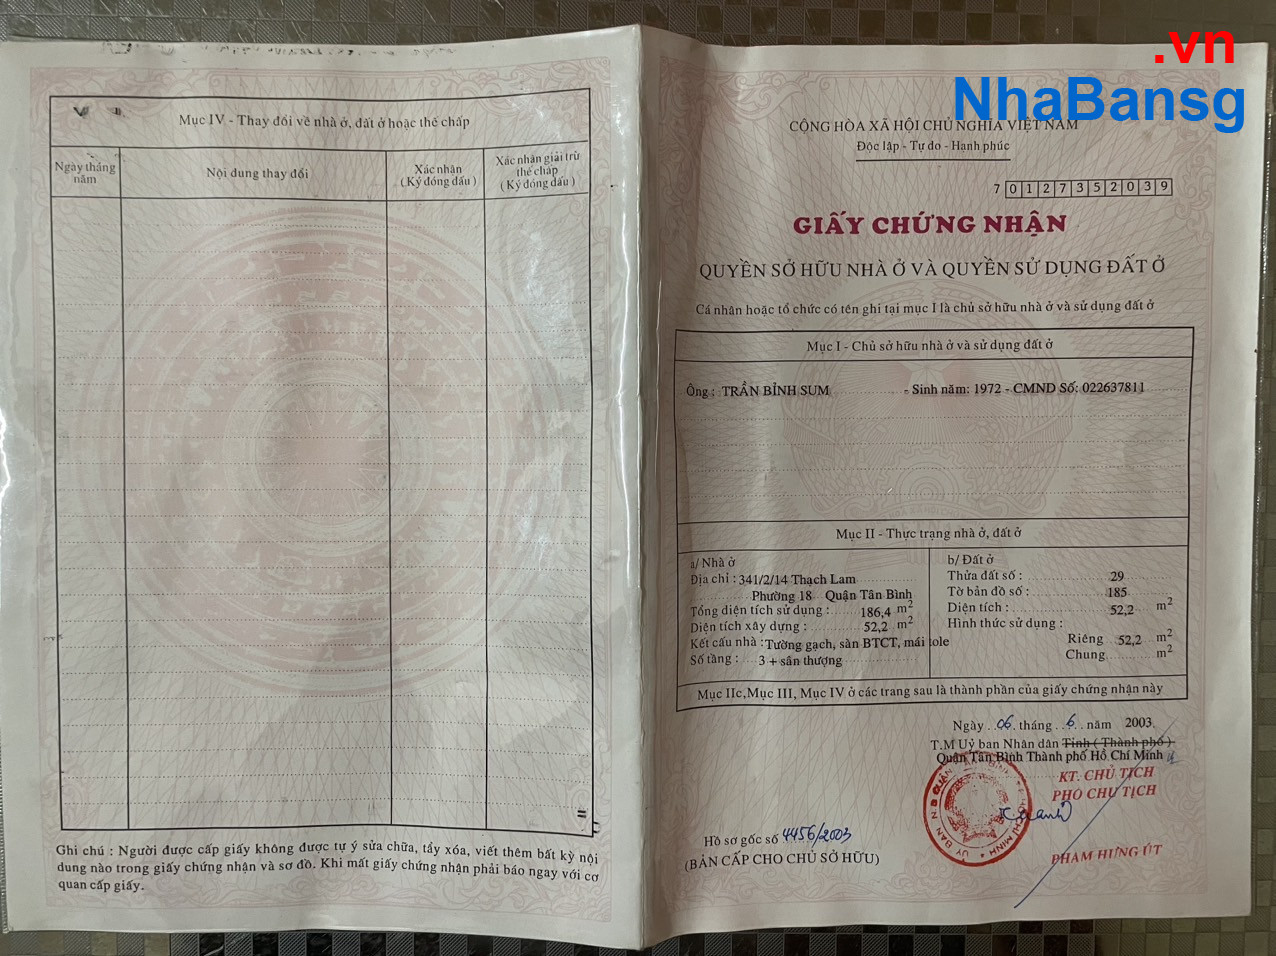 .vn
NhaBansg
Mục IV - Thay đổi về nhà ở, đất ở hoặc thế chấp
Ngày tháng năm
Nội dung thay đổi
Xác nhận
( Ký đóng dấu )
Xác nhận giải trừ
thế chấp
( Ký đóng dấu )
=
Ghi chú : Người được cấp giấy không được tự ý sửa chữa, tẩy xóa, viết thêm bất kỳ nội
dung nào trong giấy chứng nhận và sơ đồ. Khi mất giấy chứng nhận phải báo ngay với cơ
quan cấp giấy.
CỘNG HÒA XÃ HỘI CHỦ NGHĨA VIỆT NAM
Độc lập - Tự do - Hạnh phúc
7 0 1 2 7 3 5 2 0 3 9
GIẤY CHỨNG NHẬN
QUYỀN SỞ HỮU NHÀ Ở VÀ QUYỀN SỬ DỤNG ĐẤT Ở
Cá nhân hoặc tổ chức có tên ghi tại mục I là chủ sở hữu nhà ở và sử dụng đất ở
Mục I - Chủ sở hữu nhà ở và sử dụng đất ở
Ông : TRẦN BỈNH SUM - Sinh năm: 1972 - CMND Số: 022637811
Mục II - Thực trạng nhà ở, đất ở
a/ Nhà ở
Địa chỉ : 341/2/14 Thạch Lam
Phường 18 Quận Tân Bình
Tổng diện tích sử dụng : 186,4 m2
Diện tích xây dựng : 52,2 m2
Kết cấu nhà : Tường gạch, sàn BTCT, mái tole
Số tầng : 3 + sân thượng
b/ Đất ở
Thửa đất số : 29
Tờ bản đồ số : 185
Diện tích : 52,2 m2
Hình thức sử dụng :
Riêng 52,2 m2
Chung m2
Mục IIc,Mục III, Mục IV ở các trang sau là thành phần của giấy chứng nhận này
Ngày 06 tháng 6 năm 2003
T.M Uỷ ban Nhân dân Tỉnh ( Thành phố )
Quận Tân Bình Thành phố Hồ Chí Minh
KT. CHỦ TỊCH
PHÓ CHỦ TỊCH
PHẠM HƯNG ÚT
Hồ sơ gốc số 4456/2003
(BẢN CẤP CHO CHỦ SỞ HỮU)